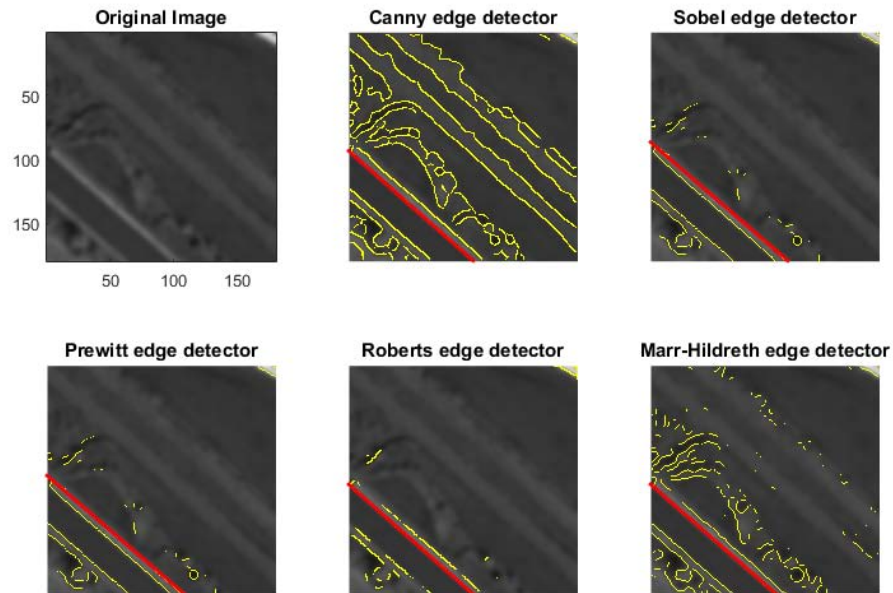 Original Image
Canny edge detector
Sobel edge detector
50
100
150
50
100
150
Prewitt edge detector
Roberts edge detector
Marr-Hildreth edge detector